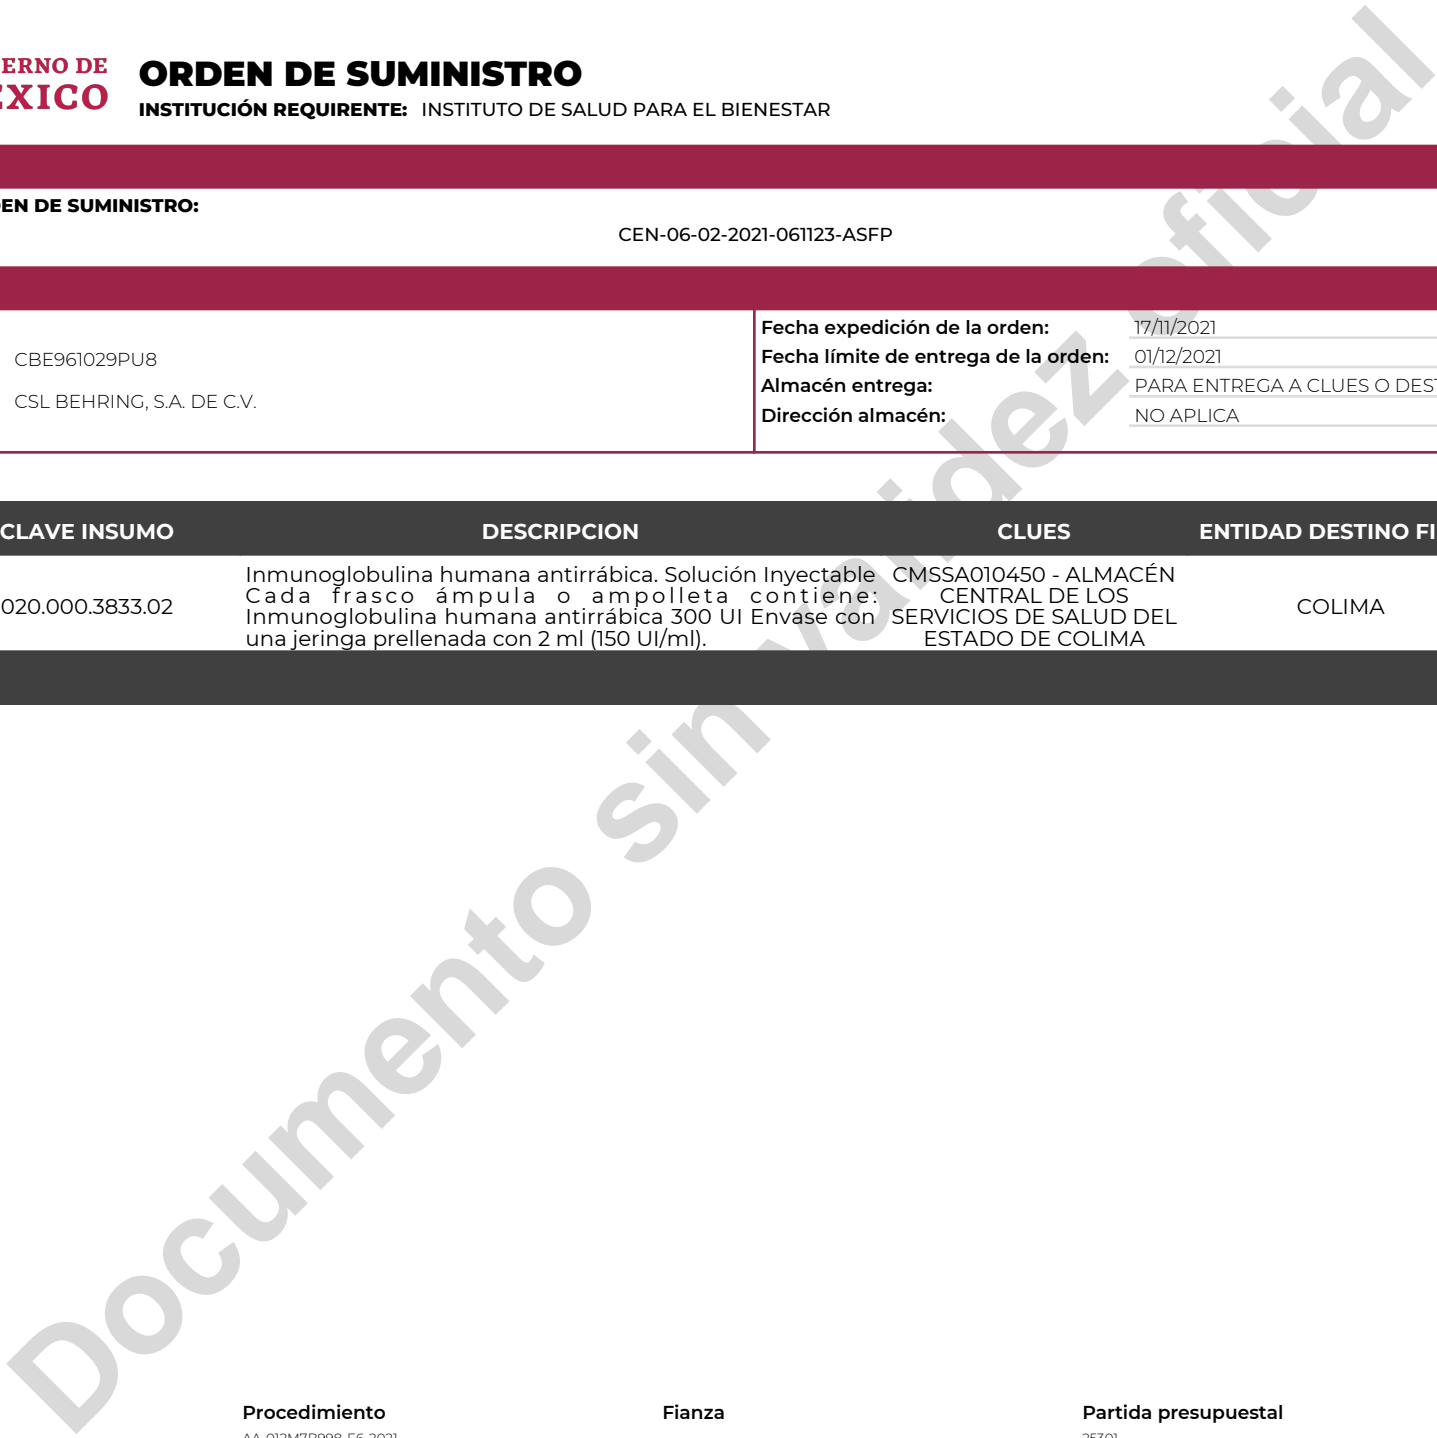 ERNO DE
EXICO
ORDEN DE SUMINISTRO
INSTITUCIÓN REQUIRENTE: INSTITUTO DE SALUD PARA EL BIENESTAR
EN DE SUMINISTRO:
CEN-06-02-2021-061123-ASFP
CBE961029PU8
CSL BEHRING, S.A. DE C.V.
Fecha expedición de la orden: 17/11/2021
Fecha límite de entrega de la orden: 01/12/2021
Almacén entrega: PARA ENTREGA A CLUES O DEST
Dirección almacén: NO APLICA
CLAVE INSUMO DESCRIPCION CLUES ENTIDAD DESTINO FI
020.000.3833.02
Inmunoglobulina humana antirrábica. Solución Inyectable
Cada frasco ámpula o ampolleta contiene:
Inmunoglobulina humana antirrábica 300 UI Envase con
una jeringa prellenada con 2 ml (150 UI/ml).
CMSSA010450 - ALMACÉN
CENTRAL DE LOS
SERVICIOS DE SALUD DEL
ESTADO DE COLIMA
COLIMA
Documento sin validez oficial
Procedimiento Fianza Partida presupuestal